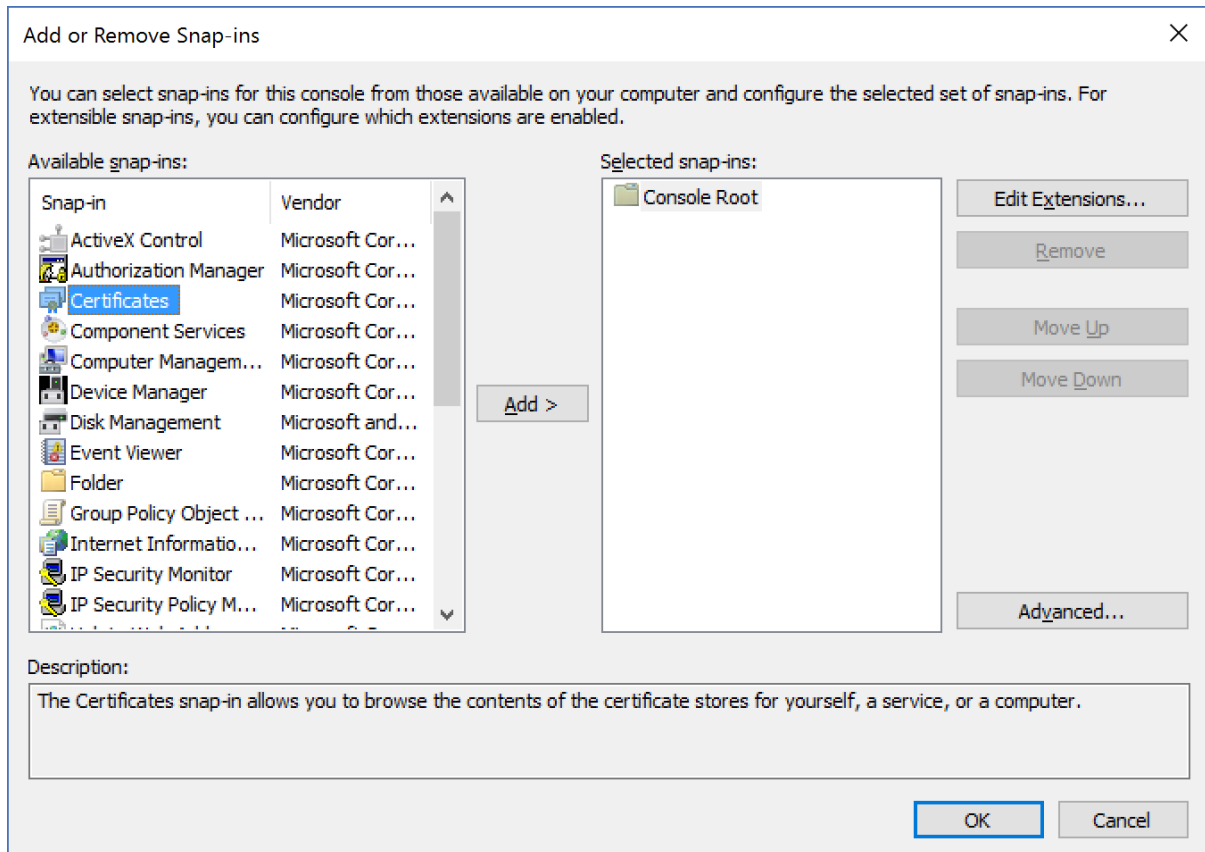 Add or Remove Snap-ins
You can select snap-ins for this console from those available on your computer and configure the selected set of snap-ins. For
extensible snap-ins, you can configure which extensions are enabled.
Available snap-ins:
Snap-in Vendor
ActiveX Control Microsoft Cor...
Authorization Manager Microsoft Cor...
Certificates Microsoft Cor...
Component Services Microsoft Cor...
Computer Managem... Microsoft Cor...
Device Manager Microsoft Cor...
Disk Management Microsoft and...
Event Viewer Microsoft Cor...
Folder Microsoft Cor...
Group Policy Object ... Microsoft Cor...
Internet Informatio... Microsoft Cor...
IP Security Monitor Microsoft Cor...
IP Security Policy M... Microsoft Cor...
Add >
Selected snap-ins:
Console Root
Edit Extensions...
Remove
Move Up
Move Down
Advanced...
Description:
The Certificates snap-in allows you to browse the contents of the certificate stores for yourself, a service, or a computer.
OK
Cancel